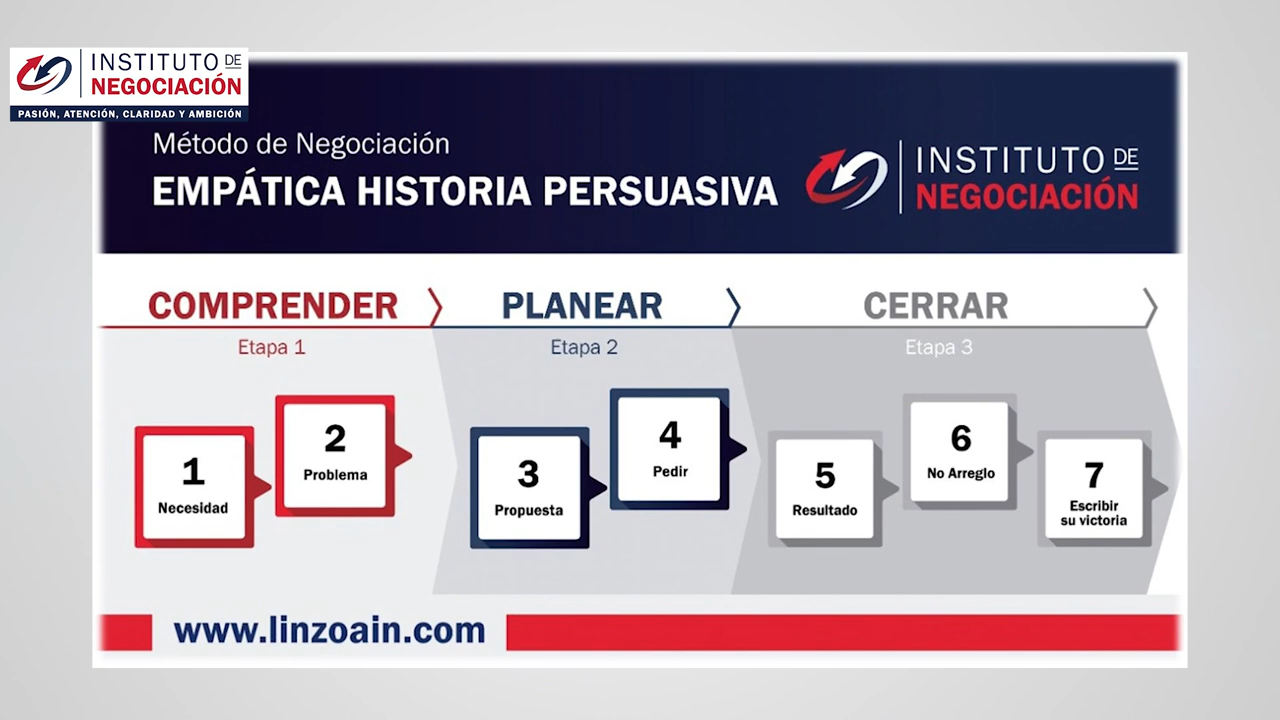 INSTITUTO DE
NEGOCIACIÓN
PASIÓN, ATENCIÓN, CLARIDAD Y AMBICIÓN
Método de Negociación
EMPÁTICA HISTORIA PERSUASIVA
INSTITUTO DE
NEGOCIACIÓN
COMPRENDER
PLANEAR
CERRAR
Etapa 1
Etapa 2
Etapa 3
1
Necesidad
2
Problema
3
Propuesta
4
Pedir
5
Resultado
6
No Arreglo
7
Escribir
su victoria
www.linzoain.com